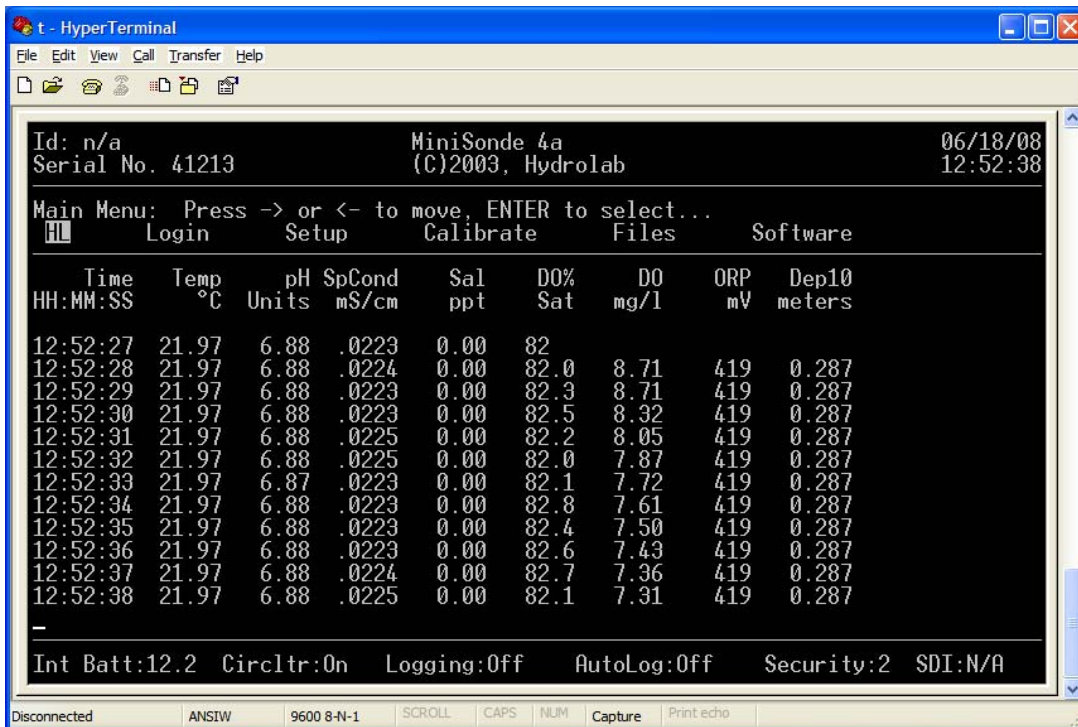 t - HyperTerminal
File Edit View Call Transfer Help
Id: n/a MiniSonde 4a 06/18/08
Serial No. 41213 (C)2003, Hydrolab 12:52:38
Main Menu: Press -> or <- to move, ENTER to select...
HL Login Setup Calibrate Files Software
Time Temp pH SpCond Sal DO% DO ORP Dep10
HH:MM:SS °C Units mS/cm ppt Sat mg/l mV meters
12:52:27 21.97 6.88 .0223 0.00 82
12:52:28 21.97 6.88 .0224 0.00 82.0 8.71 419 0.287
12:52:29 21.97 6.88 .0223 0.00 82.3 8.71 419 0.287
12:52:30 21.97 6.88 .0223 0.00 82.5 8.32 419 0.287
12:52:31 21.97 6.88 .0225 0.00 82.2 8.05 419 0.287
12:52:32 21.97 6.88 .0225 0.00 82.0 7.87 419 0.287
12:52:33 21.97 6.87 .0223 0.00 82.1 7.72 419 0.287
12:52:34 21.97 6.88 .0223 0.00 82.8 7.61 419 0.287
12:52:35 21.97 6.88 .0223 0.00 82.4 7.50 419 0.287
12:52:36 21.97 6.88 .0223 0.00 82.6 7.43 419 0.287
12:52:37 21.97 6.88 .0224 0.00 82.7 7.36 419 0.287
12:52:38 21.97 6.88 .0225 0.00 82.1 7.31 419 0.287
Int Batt:12.2 Circltr:On Logging:Off AutoLog:Off Security:2 SDI:N/A
Disconnected ANSIW 9600 8-N-1 SCROLL CAPS NUM Capture Print echo